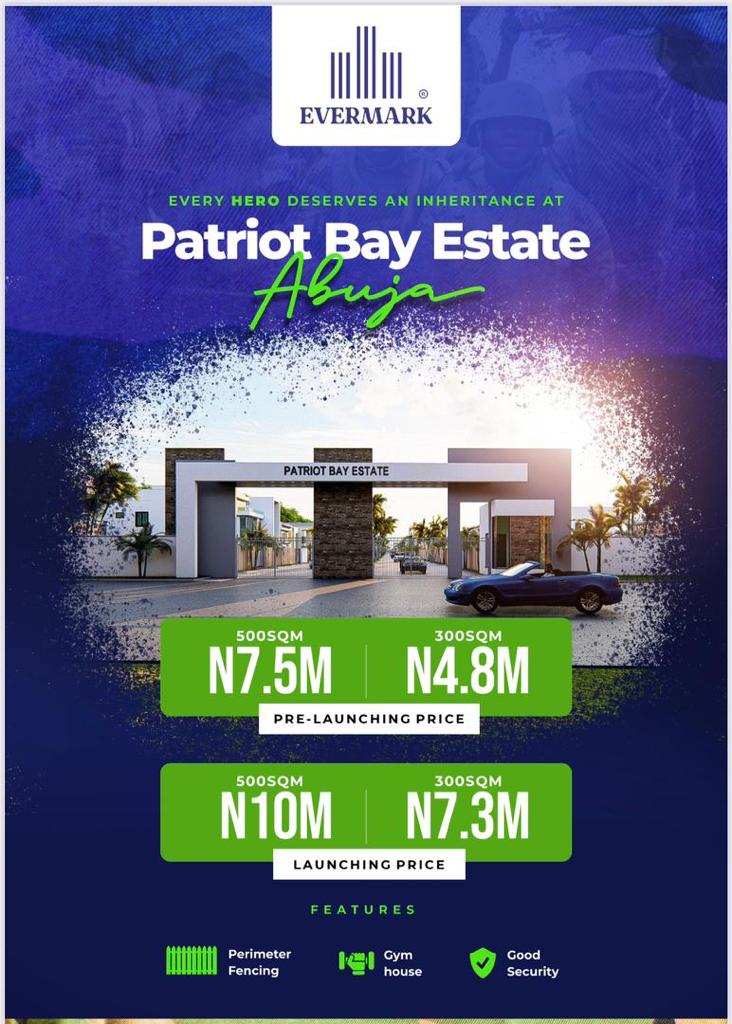 ®
EVERMARK
EVERY HERO DESERVES AN INHERITANCE AT
Patriot Bay Estate
Abuja
PATRIOT BAY ESTATE
500SQM 300SQM
N7.5M N4.8M
PRE-LAUNCHING PRICE
500SQM 300SQM
N10M N7.3M
LAUNCHING PRICE
FEATURES
Perimeter
Fencing
Gym
house
Good
Security